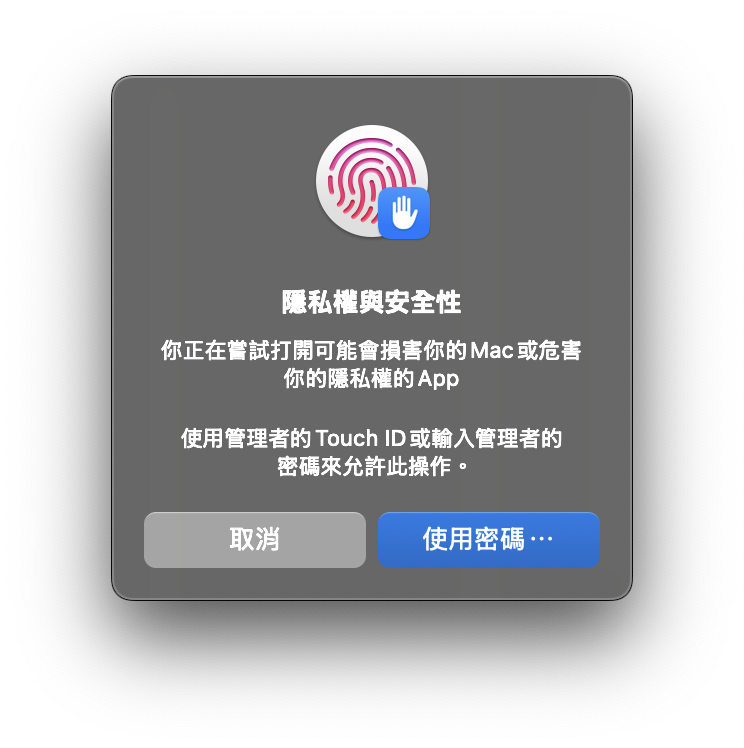 隱私權與安全性
你正在嘗試打開可能會損害你的Mac或危害
你的隱私權的App
使用管理者的Touch ID或輸入管理者的
密碼來允許此操作。
取消
使用密碼⋯